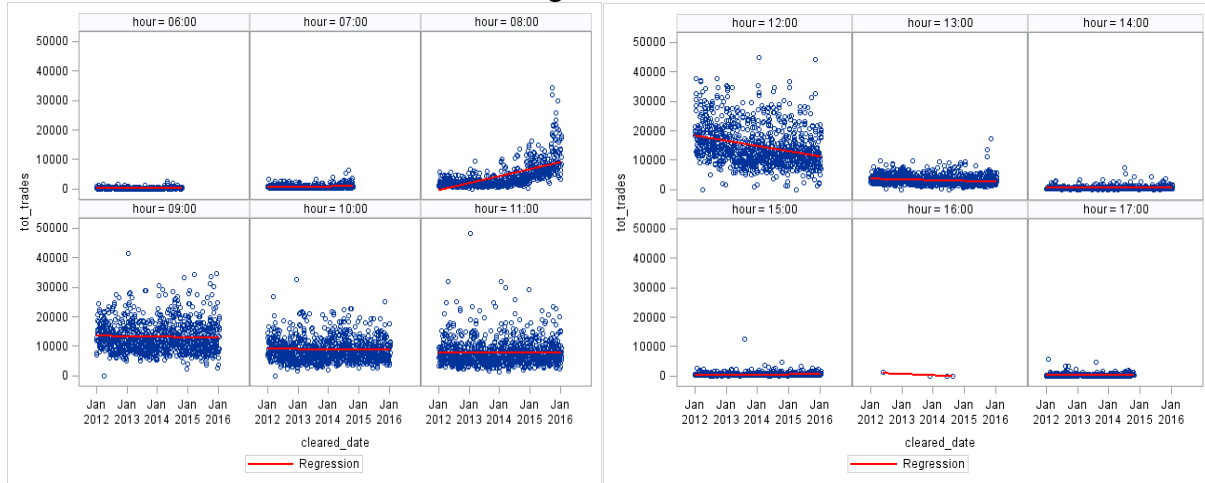 hour = 06:00 hour = 07:00 hour = 08:00
50000
40000
30000
20000
10000
0
hour = 09:00 hour = 10:00 hour = 11:00
50000
40000
30000
20000
10000
0
tot_trades
Jan Jan Jan Jan Jan Jan Jan Jan Jan Jan Jan Jan Jan Jan Jan
2012 2013 2014 2015 2016 2012 2013 2014 2015 2016 2012 2013 2014 2015 2016
cleared_date
Regression
hour = 12:00 hour = 13:00 hour = 14:00
50000
40000
30000
20000
10000
0
hour = 15:00 hour = 16:00 hour = 17:00
50000
40000
30000
20000
10000
0
tot_trades
Jan Jan Jan Jan Jan Jan Jan Jan Jan Jan Jan Jan Jan Jan Jan
2012 2013 2014 2015 2016 2012 2013 2014 2015 2016 2012 2013 2014 2015 2016
cleared_date
Regression